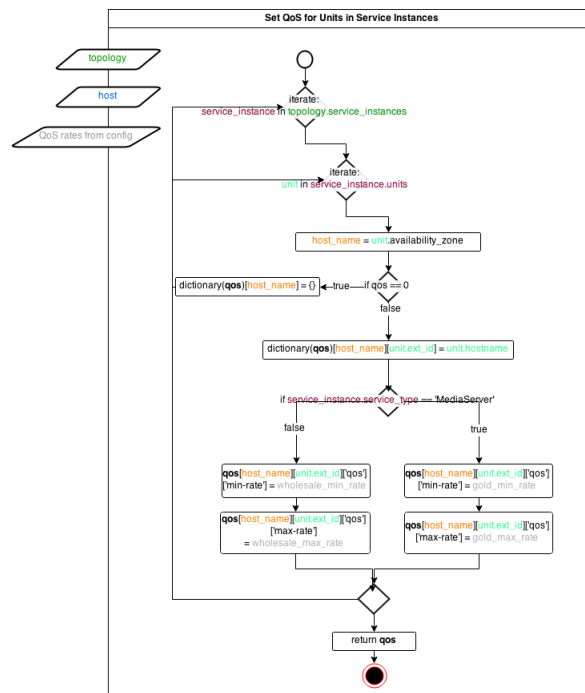 Set QoS for Units in Service Instances
topology
host
QoS rates from config
iterate:
service_instance in topology.service_instances
iterate:
unit in service_instance.units
host_name = unit.availability_zone
dictionary(qos)[host_name] = {}
true
if qos == 0
false
dictionary(qos)[host_name][unit.ext_id] = unit.hostname
if service_instance.service_type == 'MediaServer'
false
true
qos[host_name][unit.ext_id]['qos']
['min-rate'] = wholesale_min_rate
qos[host_name][unit.ext_id]['qos']
['min-rate'] = gold_min_rate
qos[host_name][unit.ext_id]['qos']
['max-rate']
= wholesale_max_rate
qos[host_name][unit.ext_id]['qos']
['max-rate'] = gold_max_rate
return qos